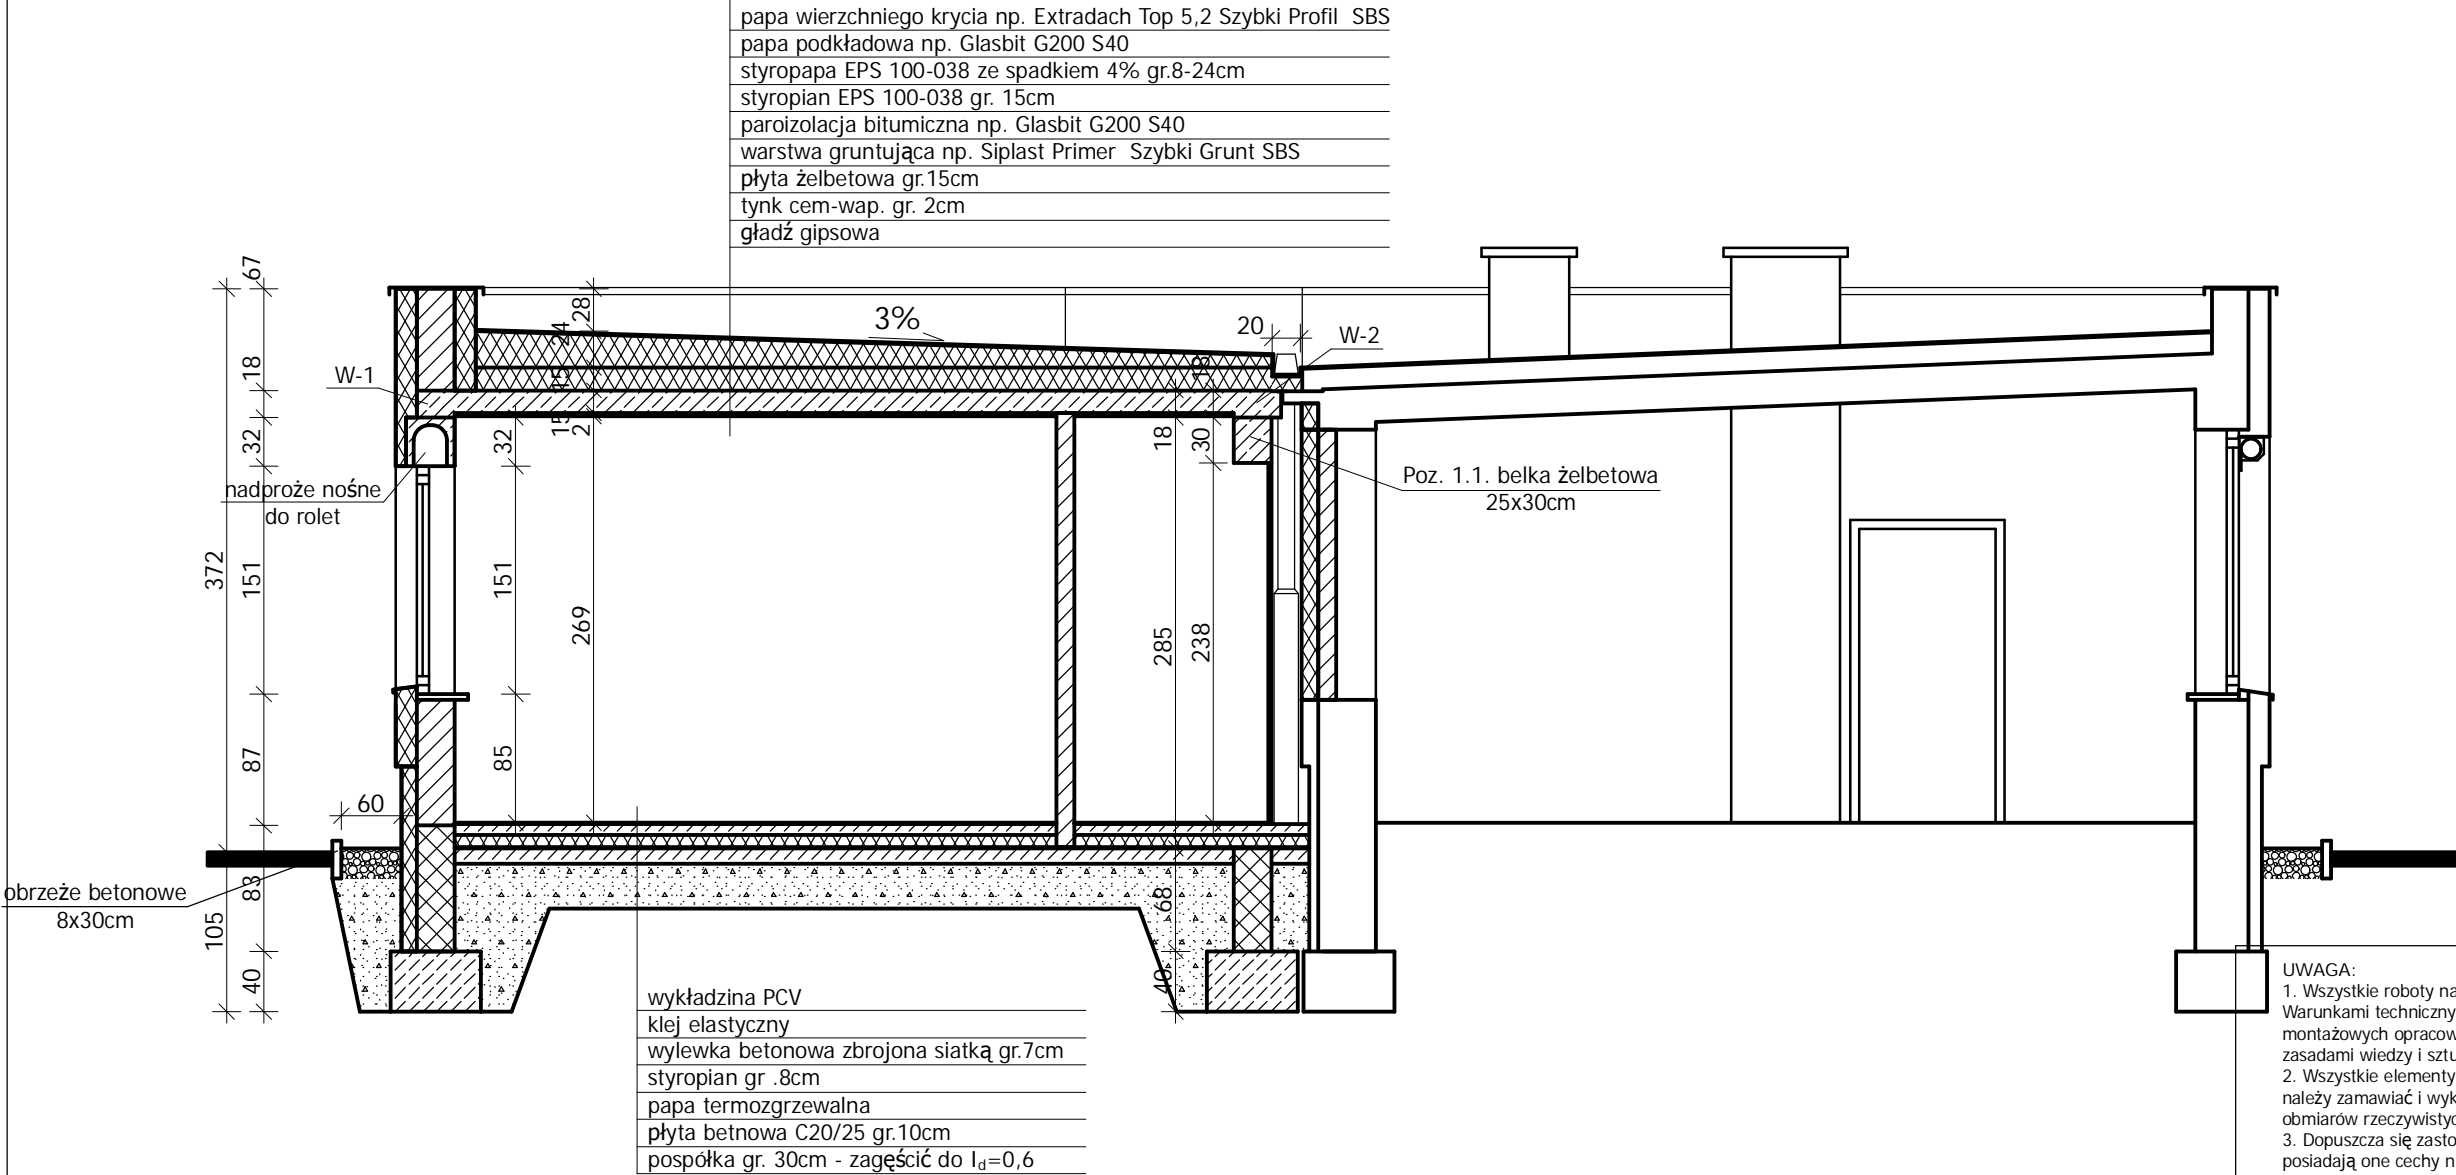 papa wierzchniego krycia np. Extradach Top 5,2 Szybki Profil  SBS
papa podkładowa np. Glasbit G200 S40
styropapa EPS 100-038 ze spadkiem 4% gr.8-24cm
styropian EPS 100-038 gr. 15cm
paroizolacja bitumiczna np. Glasbit G200 S40
warstwa gruntująca np. Siplast Primer  Szybki Grunt SBS
płyta żelbetowa gr.15cm
tynk cem-wap. gr. 2cm
gładź gipsowa
67
18
32
151
87
83
40
372
105
28
24
15
15
2
3%
20
18
W-1
W-2
32
151
85
269
18
285
68
40
30
238
nadproże nośne
do rolet
Poz. 1.1. belka żelbetowa
25x30cm
60
obrzeże betonowe
8x30cm
wykładzina PCV
klej elastyczny
wylewka betonowa zbrojona siatką gr.7cm
styropian gr .8cm
papa termozgrzewalna
płyta betnowa C20/25 gr.10cm
pospółka gr. 30cm - zagęścić do Id=0,6
UWAGA:
1. Wszystkie roboty na
Warunkami techniczny
montażowych opracow
zasadami wiedzy i sztu
2. Wszystkie elementy
należy zamawiać i wyk
obmiarów rzeczywistyc
3. Dopuszcza się zasto
posiadają one cechy n